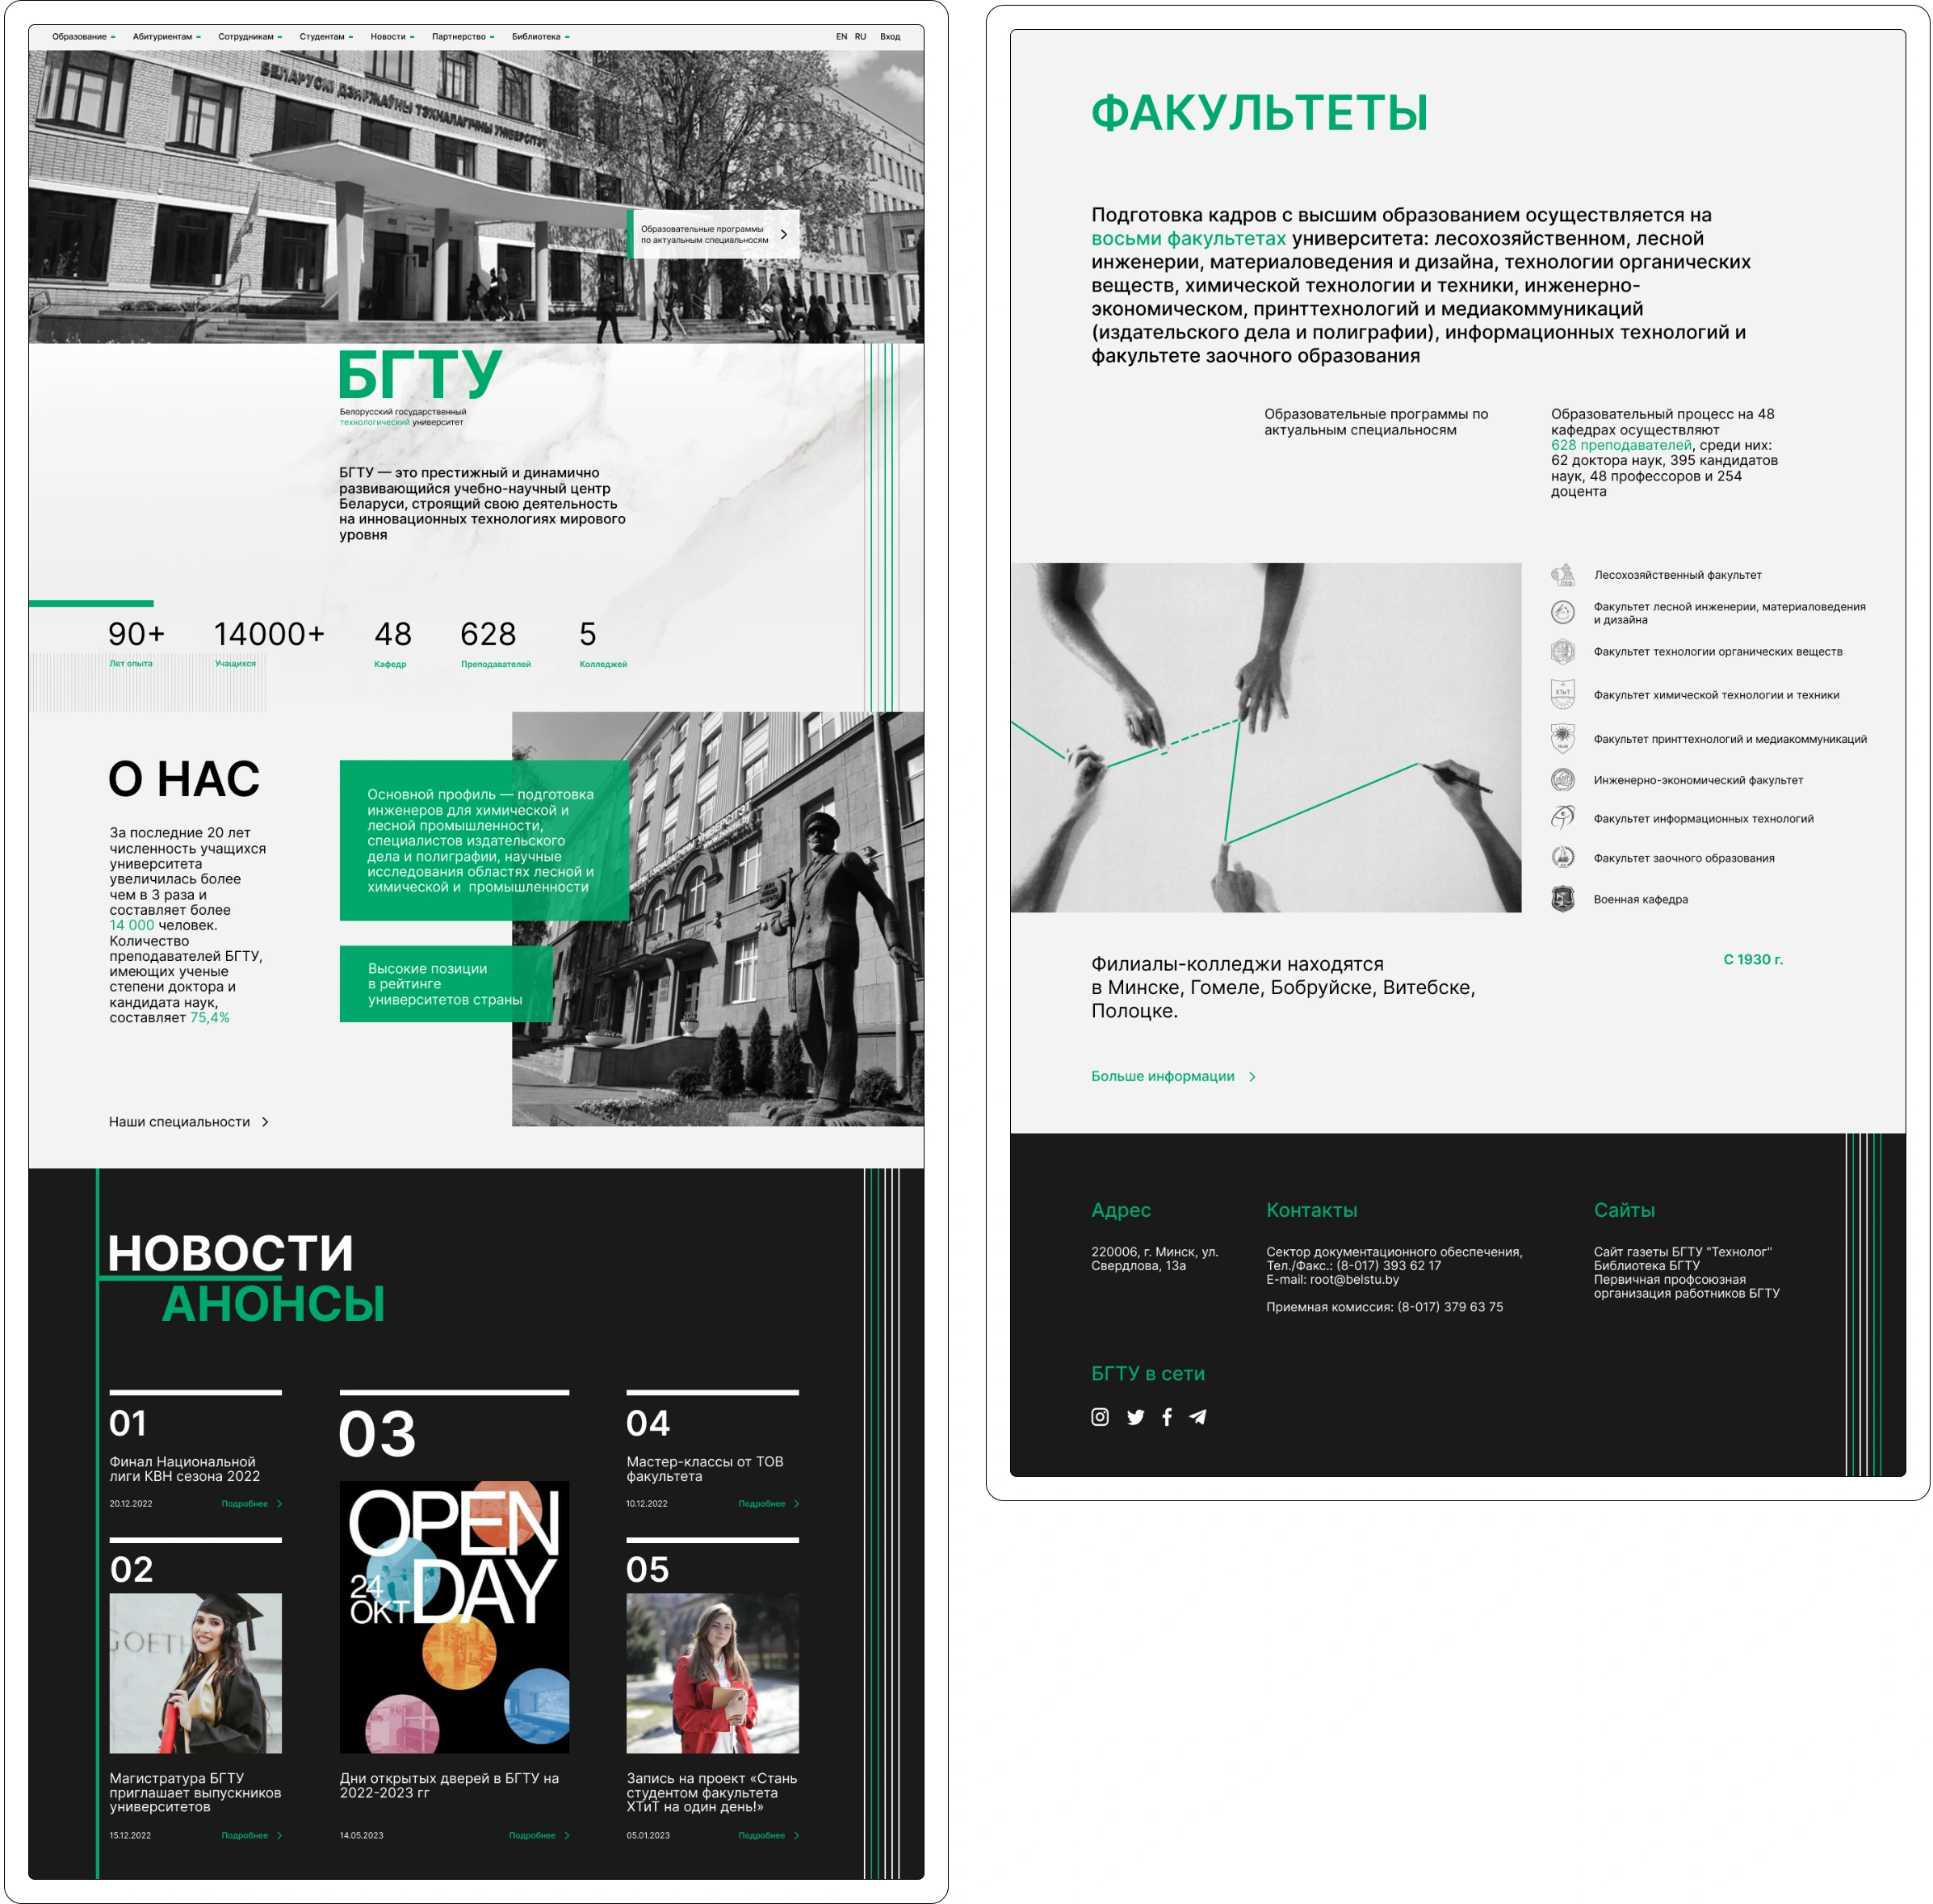 Образование
Абитуриентам
Сотрудникам
Студентам
Новости
Партнерство
Библиотека
EN RU Вход
БЕЛАРУСКІ ДЗЯРЖАЎНЫ ТЭХНАЛАГІЧНЫ УНІВЕРСІТЭТ
Образовательные программы
по актуальным специальносям
БГТУ
Белорусский государственный
технологический университет
БГТУ — это престижный и динамично
развивающийся учебно-научный центр
Беларуси, строящий свою деятельность
на инновационных технологиях мирового
уровня
90+
Лет опыта
14000+
Учащихся
48
Кафедр
628
Преподавателей
5
Колледжей
О НАС
За последние 20 лет
численность учащихся
университета
увеличилась более
чем в 3 раза и
составляет более
14 000 человек.
Количество
преподавателей БГТУ,
имеющих ученые
степени доктора и
кандидата наук,
составляет 75,4%
Наши специальности
Основной профиль — подготовка
инженеров для химической и
лесной промышленности,
специалистов издательского
дела и полиграфии, научные
исследования областях лесной и
химической и промышленности
Высокие позиции
в рейтинге
университетов страны
НОВОСТИ
АНОНСЫ
01
Финал Национальной
лиги КВН сезона 2022
20.12.2022 Подробнее
02
GOETH
Магистратура БГТУ
приглашает выпускников
университетов
15.12.2022 Подробнее
03
OPEN
DAY
24
ОКТ
Дни открытых дверей в БГТУ на
2022-2023 гг
14.05.2023 Подробнее
04
Мастер-классы от ТОВ
факультета
10.12.2022 Подробнее
05
Запись на проект «Стань
студентом факультета
ХТиТ на один день!»
05.01.2023 Подробнее
ФАКУЛЬТЕТЫ
Подготовка кадров с высшим образованием осуществляется на
восьми факультетах университета: лесохозяйственном, лесной
инженерии, материаловедения и дизайна, технологии органических
веществ, химической технологии и техники, инженерно-
экономическом, принттехнологий и медиакоммуникаций
(издательского дела и полиграфии), информационных технологий и
факультете заочного образования
Образовательные программы по
актуальным специальносям
Образовательный процесс на 48
кафедрах осуществляют
628 преподавателей, среди них:
62 доктора наук, 395 кандидатов
наук, 48 профессоров и 254
доцента
ЛХФ
Лесохозяйственный факультет
Факультет лесной инженерии, материаловедения
и дизайна
Факультет технологии органических веществ
ХТиТ
Факультет химической технологии и техники
Факультет принттехнологий и медиакоммуникаций
Инженерно-экономический факультет
Факультет информационных технологий
Факультет заочного образования
Военная кафедра
Филиалы-колледжи находятся
в Минске, Гомеле, Бобруйске, Витебске,
Полоцке.
С 1930 г.
Больше информации
Адрес
220006, г. Минск, ул.
Свердлова, 13а
Контакты
Сектор документационного обеспечения,
Тел./Факс.: (8-017) 393 62 17
E-mail: root@belstu.by
Приемная комиссия: (8-017) 379 63 75
Сайты
Сайт газеты БГТУ "Технолог"
Библиотека БГТУ
Первичная профсоюзная
организация работников БГТУ
БГТУ в сети